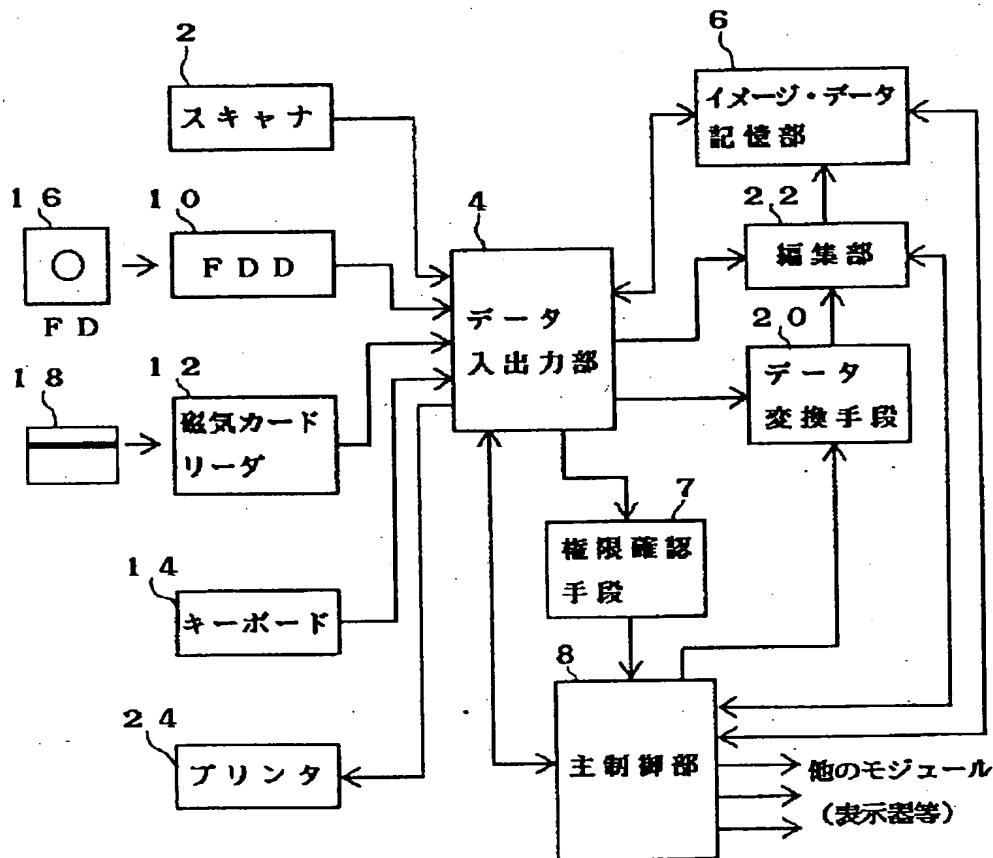 2
スキャナ
6
イメージ・データ
記憶部
16
FD
10
FDD
4
データ
入出力部
22
編集部
20
データ
変換手段
18
12
磁気カード
リーダ
7
権限確認
手段
14
キーボード
8
主制御部
24
プリンタ
他のモジュール
(表示器等)